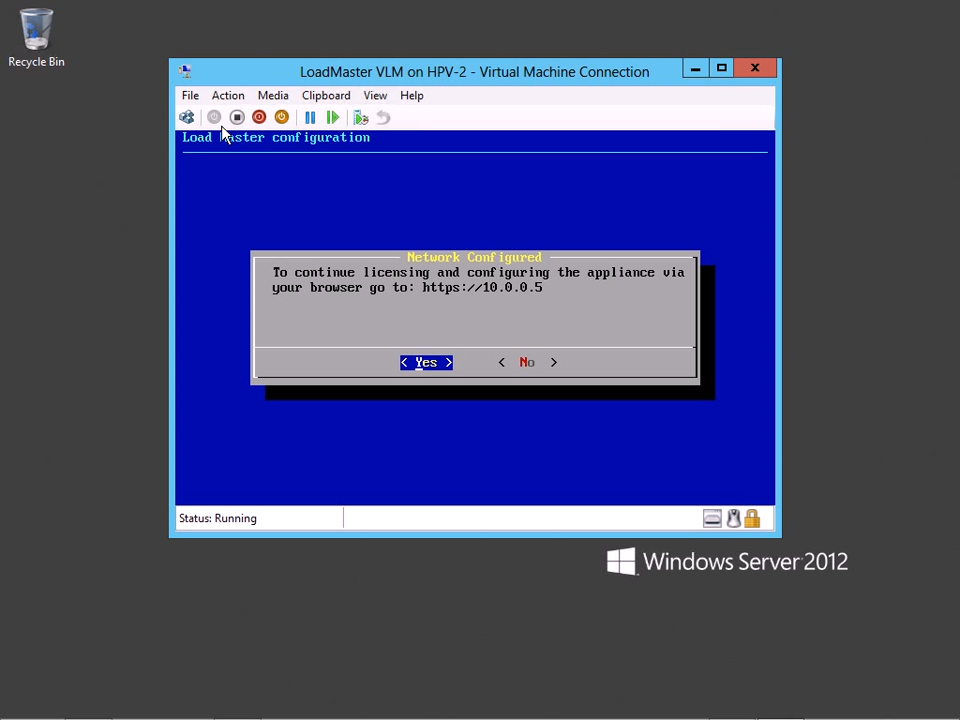 Recycle Bin
LoadMaster VLM on HPV-2 - Virtual Machine Connection
File Action Media Clipboard View Help
Load Master configuration
Network Configured
To continue licensing and configuring the appliance via
your browser go to: https://10.0.0.5
< Yes > < No >
Status: Running
Windows Server 2012